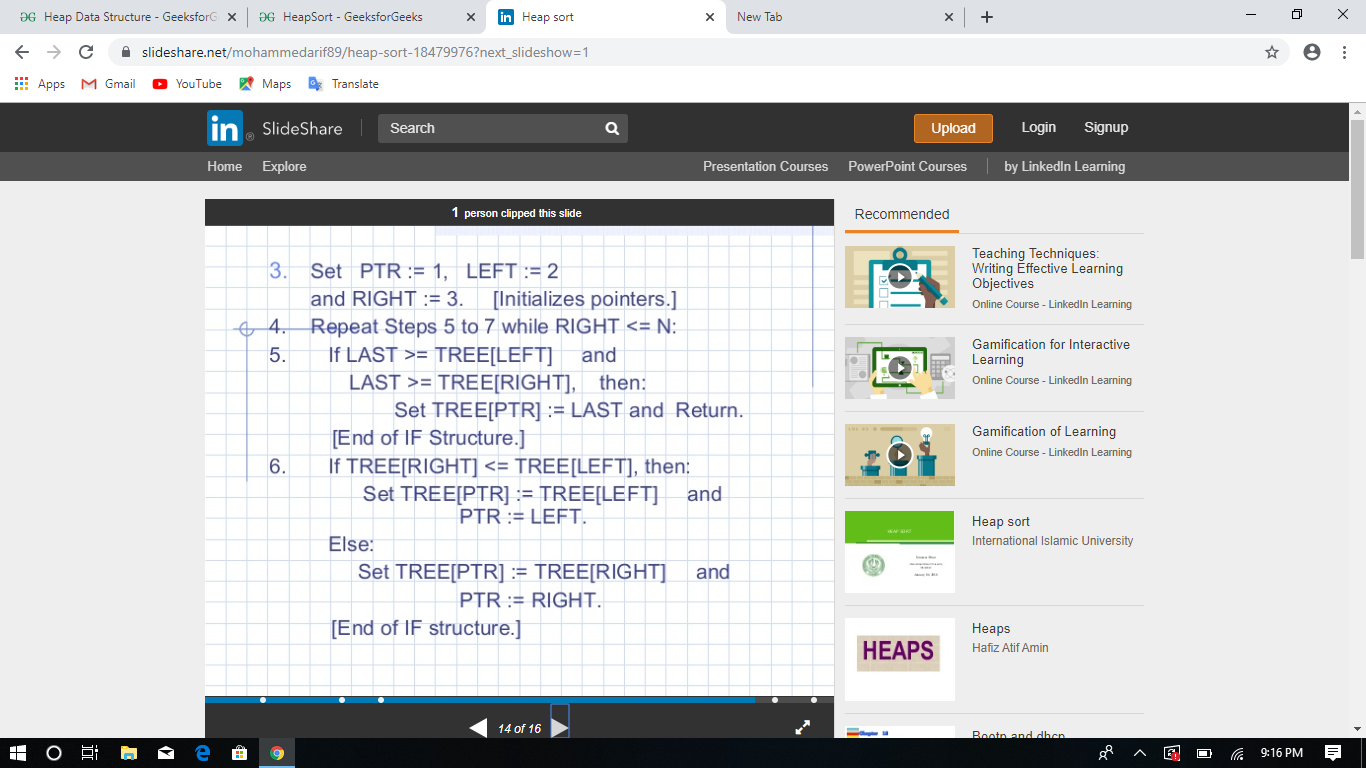 Heap Data Structure - GeeksforG
HeapSort - GeeksforGeeks
Heap sort
New Tab
slideshare.net/mohammedarif89/heap-sort-18479976?next_slideshow=1
Apps Gmail YouTube Maps Translate
in ® SlideShare Search Upload Login Signup
Home Explore Presentation Courses PowerPoint Courses by LinkedIn Learning
1 person clipped this slide
3. Set PTR := 1, LEFT := 2
and RIGHT := 3. [Initializes pointers.]
4. Repeat Steps 5 to 7 while RIGHT <= N:
5. If LAST >= TREE[LEFT] and
LAST >= TREE[RIGHT], then:
Set TREE[PTR] := LAST and Return.
[End of IF Structure.]
6. If TREE[RIGHT] <= TREE[LEFT], then:
Set TREE[PTR] := TREE[LEFT] and
PTR := LEFT.
Else:
Set TREE[PTR] := TREE[RIGHT] and
PTR := RIGHT.
[End of IF structure.]
14 of 16
Recommended
Teaching Techniques:
Writing Effective Learning
Objectives
Online Course - LinkedIn Learning
Gamification for Interactive
Learning
Online Course - LinkedIn Learning
Gamification of Learning
Online Course - LinkedIn Learning
HEAP SORT
Heap sort
International Islamic University
HEAPS
Heaps
Hafiz Atif Amin
Chapter 18
Bootp and dhcp
9:16 PM